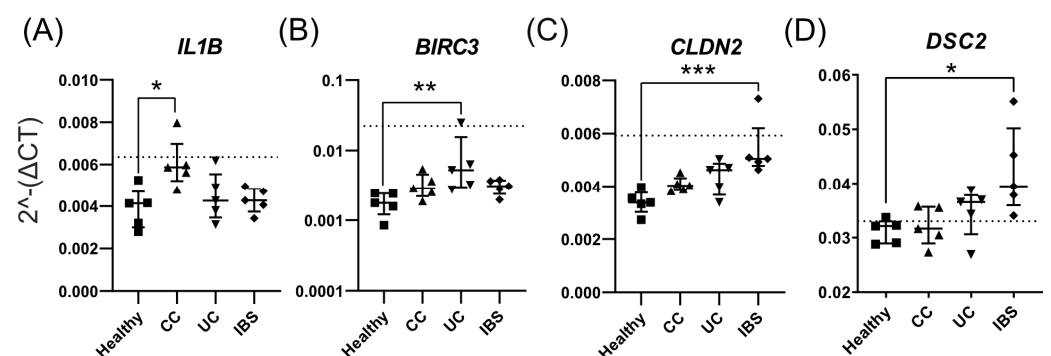 (A) IL1B
(B) BIRC3
(C) CLDN2
(D) DSC2
2^-(ΔCT)
0.010
0.008
0.006
0.004
0.002
0.000
*
Healthy
CC
UC
IBS
0.1
0.01
0.001
0.0001
**
Healthy
CC
UC
IBS
0.008
0.006
0.004
0.002
0.000
***
Healthy
CC
UC
IBS
0.06
0.05
0.04
0.03
0.02
*
Healthy
CC
UC
IBS